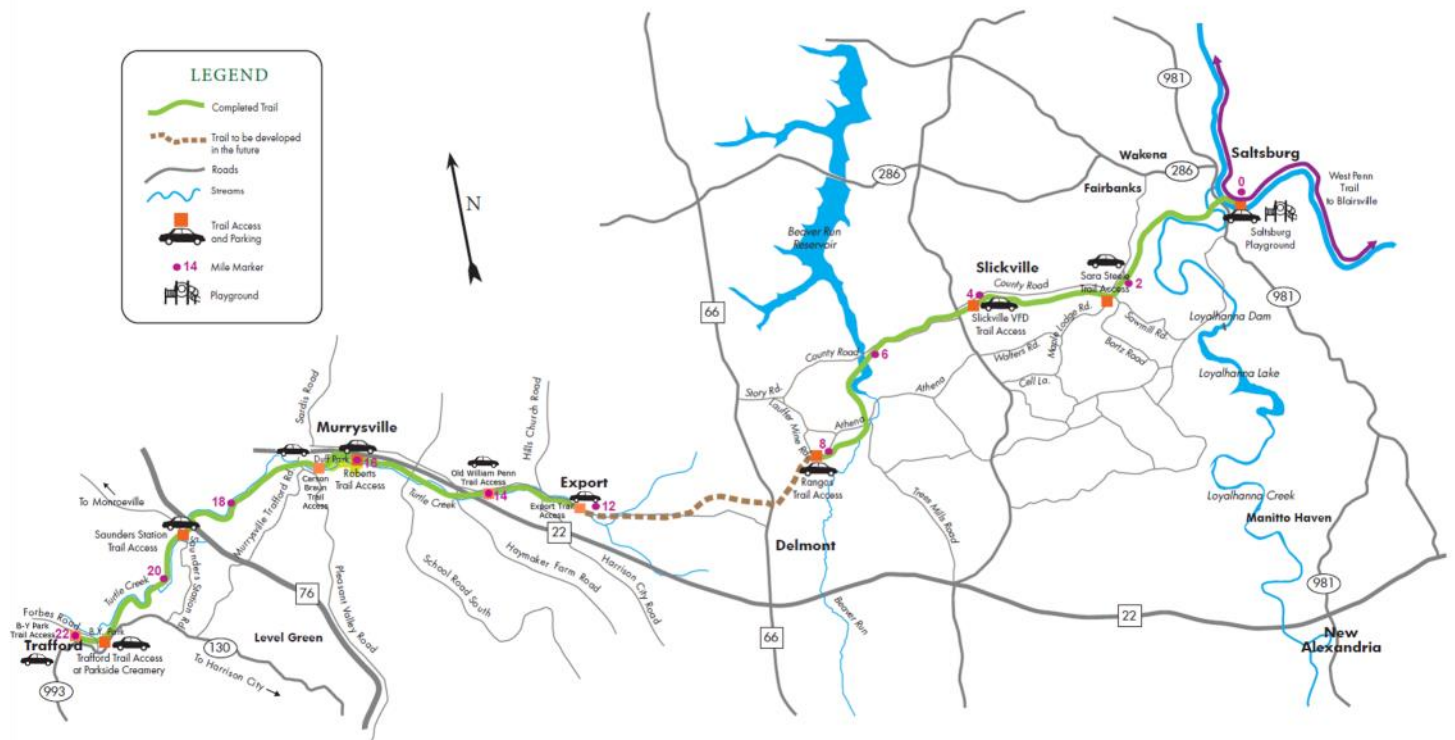 LEGEND
Completed Trail
Trail to be developed
in the future
Roads
Streams
Trail Access
and Parking
14
Mile Marker
Playground
N
981
Wakena
286
Saltsburg
0
West Penn
Trail
to Blairsville
Fairbanks
Saltsburg
Playground
286
Beaver Run
Reservoir
Slickville
4
County Road
Sara Steele
Trail Access
2
Slickville VFD
Trail Access
66
981
Sawmill Rd.
Maple Lodge Rd.
Walters Rd.
Bortz Road
Loyalhanna Dam
County Road
6
Story Rd.
Athena
Cell La.
Loyalhanna Lake
Lauffer Mine Rd.
Athena
8
Rangos
Trail Access
Sardis Road
Murrysville
Hills Church Road
Duff Park
16
Roberts
Trail Access
Carson
Braun
Trail
Access
Old William Penn
Trail Access
14
Export
12
Export Trail
Access
Turtle Creek
22
Trees Mills Road
Loyalhanna Creek
Manitto Haven
To Monroeville
18
Murrysville Trafford Rd.
Saunders Station
Trail Access
Saunders Station Rd.
Delmont
School Road South
Haymaker Farm Road
Harrison City Road
981
20
Turtle Creek
76
Pleasant Valley Road
Beaver Run
22
66
New
Alexandria
Forbes Road
B-Y Park
Trail Access
22
B-Y Park
Trafford
Trafford Trail Access
at Parkside Creamery
130
Level Green
To Harrison City
993